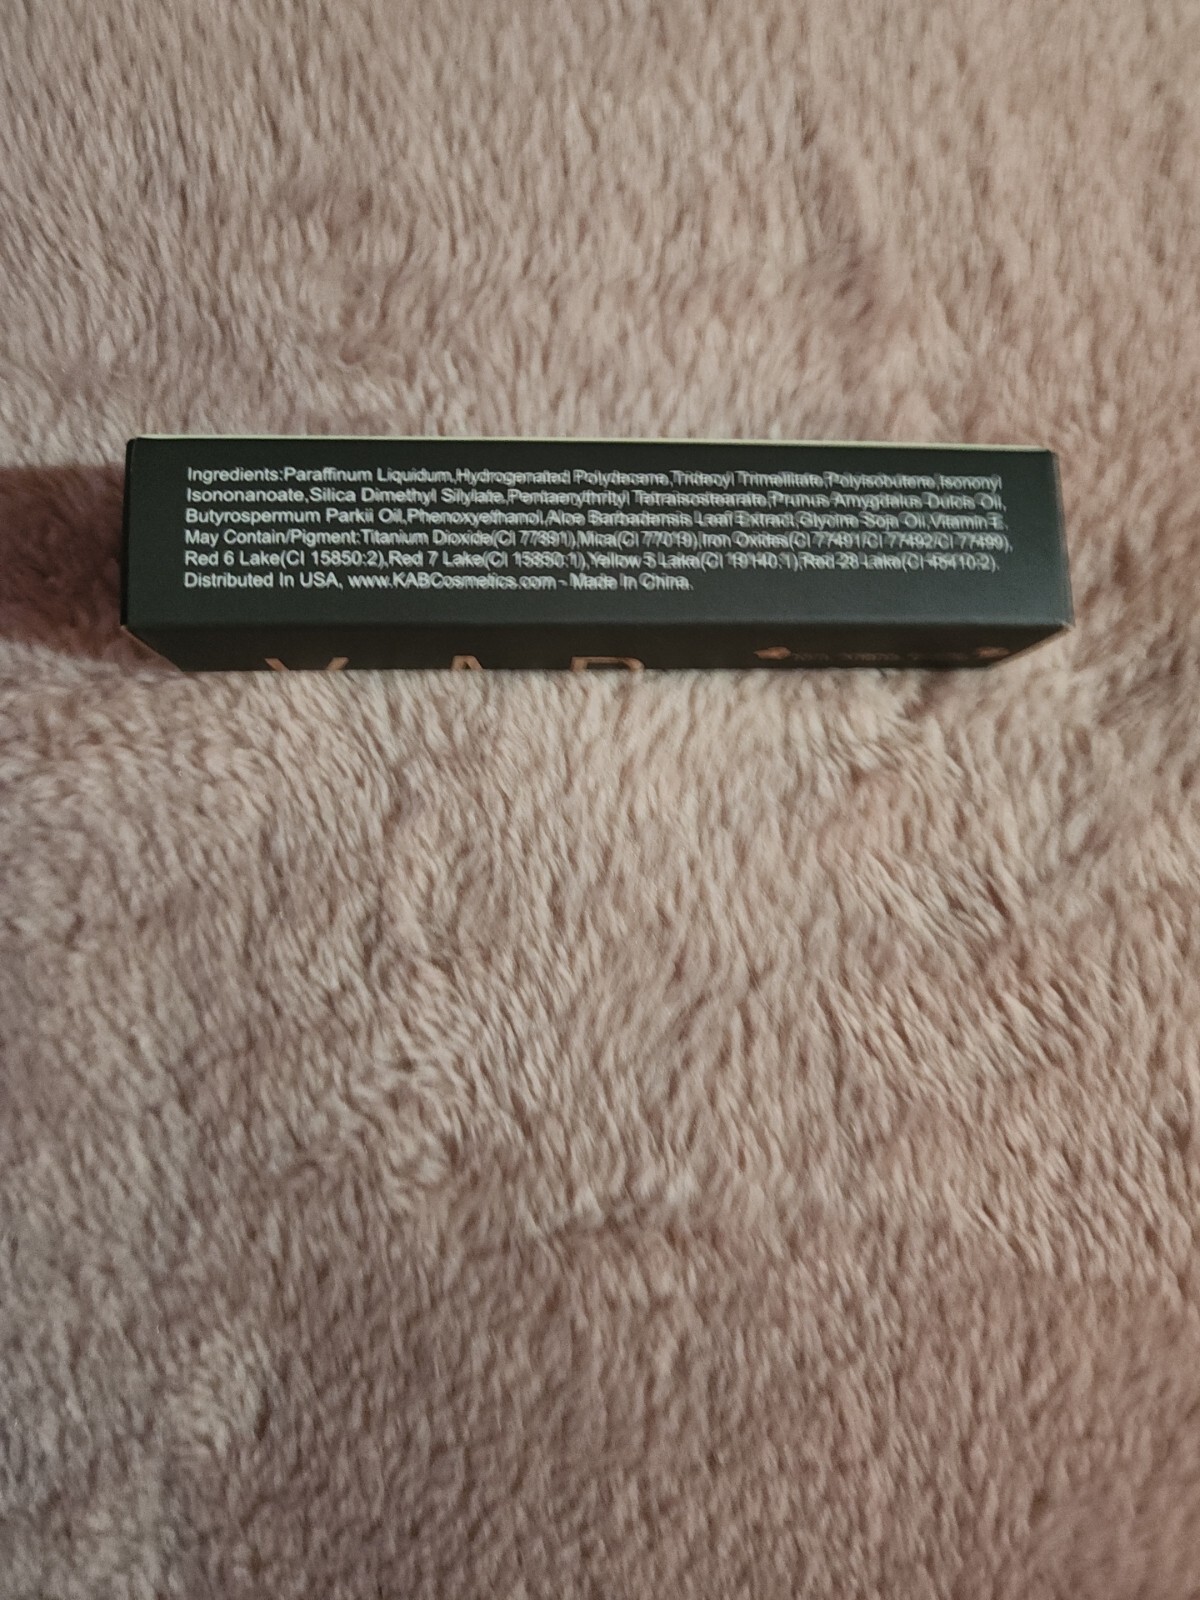 Ingredients:Paraffinum Liquidum,Hydrogenated Polydecene,Tridecyl Trimellitate,Polyisobutene,Isononyl
Isononanoate,Silica Dimethyl Silylate,Pentaerythrityl Tetraisostearate,Prunus Amygdalus Dulcis Oil,
Butyrospermum Parkii Oil,Phenoxyethanol,Aloe Barbadensis Leaf Extract,Glycine Soja Oil,Vitamin E.
May Contain/Pigment:Titanium Dioxide(CI 77891),Mica(CI 77019),Iron Oxides(CI 77491/CI 77492/CI 77499),
Red 6 Lake(CI 15850:2),Red 7 Lake(CI 15850:1),Yellow 5 Lake(CI 19140:1),Red 28 Lake(CI 45410:2).
Distributed In USA, www.KABCosmetics.com - Made In China.